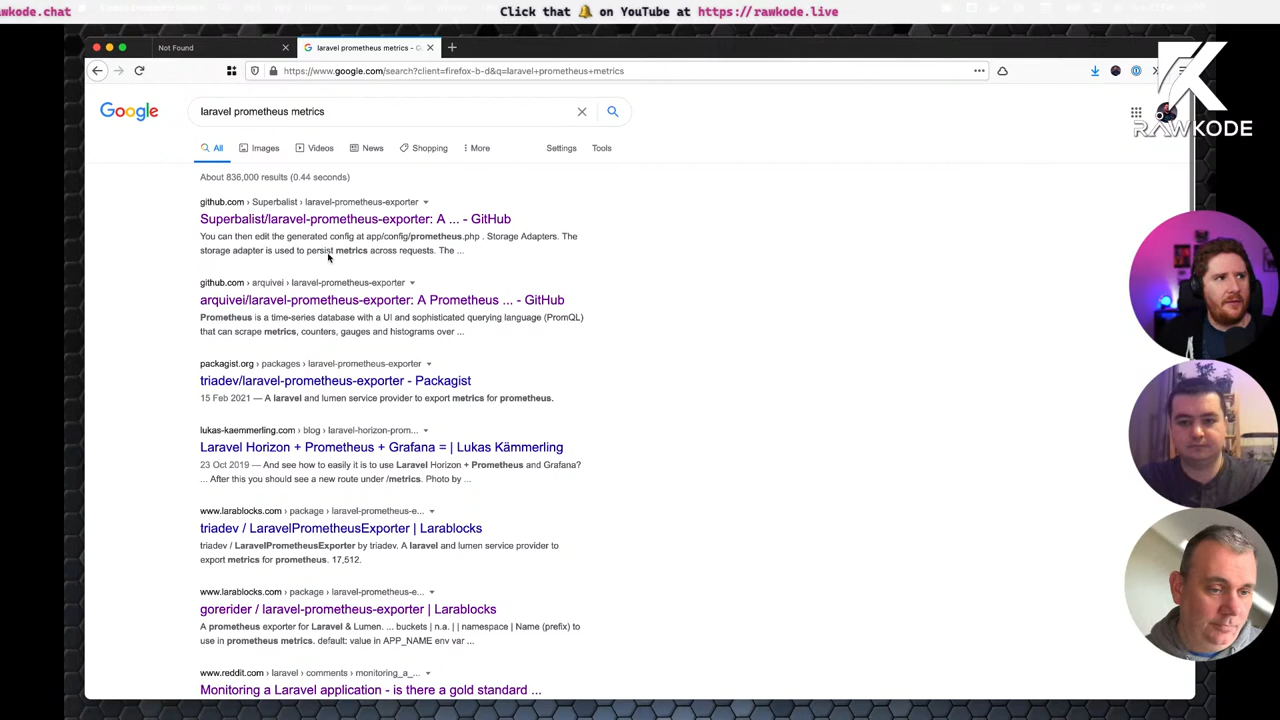 rawkode.chat
Click that 🔔 on YouTube at https://rawkode.live
Not Found
laravel prometheus metrics - G
https://www.google.com/search?client=firefox-b-d&q=laravel+prometheus+metrics
RAWKODE
Google
laravel prometheus metrics
All
Images
Videos
News
Shopping
More
Settings
Tools
About 836,000 results (0.44 seconds)
github.com › Superbalist › laravel-prometheus-exporter
Superbalist/laravel-prometheus-exporter: A ... - GitHub
You can then edit the generated config at app/config/prometheus.php . Storage Adapters. The
storage adapter is used to persist metrics across requests. The ...
github.com › arquivei › laravel-prometheus-exporter
arquivei/laravel-prometheus-exporter: A Prometheus ... - GitHub
Prometheus is a time-series database with a UI and sophisticated querying language (PromQL)
that can scrape metrics, counters, gauges and histograms over ...
packagist.org › packages › laravel-prometheus-exporter
triadev/laravel-prometheus-exporter - Packagist
15 Feb 2021 — A laravel and lumen service provider to export metrics for prometheus.
lukas-kaemmerling.com › blog › laravel-horizon-prom...
Laravel Horizon + Prometheus + Grafana = | Lukas Kämmerling
23 Oct 2019 — And see how to easily it is to use Laravel Horizon + Prometheus and Grafana?
... After this you should see a new route under /metrics. Photo by ...
www.larablocks.com › package › laravel-prometheus-e...
triadev / LaravelPrometheusExporter | Larablocks
triadev / LaravelPrometheusExporter by triadev. A laravel and lumen service provider to
export metrics for prometheus. 17,512.
www.larablocks.com › package › laravel-prometheus-e...
gorerider / laravel-prometheus-exporter | Larablocks
A prometheus exporter for Laravel & Lumen. ... buckets | n.a. | | namespace | Name (prefix) to
use in prometheus metrics. default: value in APP_NAME env var ...
www.reddit.com › laravel › comments › monitoring_a_...
Monitoring a Laravel application - is there a gold standard ...